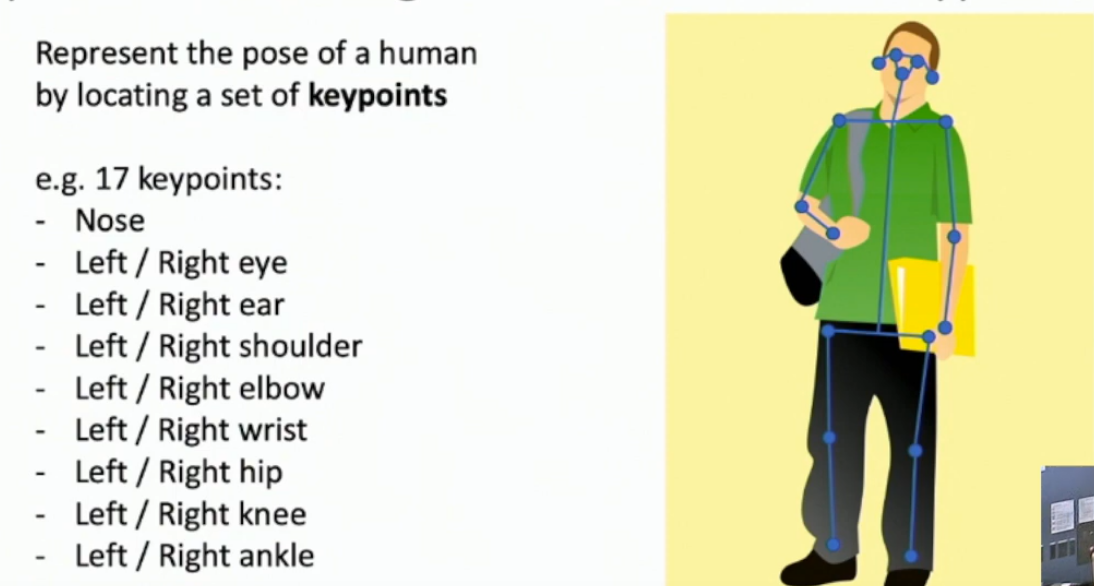 Represent the pose of a human
by locating a set of keypoints
e.g. 17 keypoints:
- Nose
- Left / Right eye
- Left / Right ear
- Left / Right shoulder
- Left / Right elbow
- Left / Right wrist
- Left / Right hip
- Left / Right knee
- Left / Right ankle